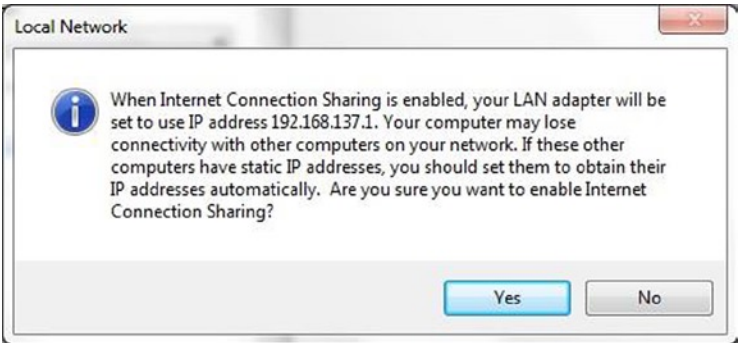 Local Network
When Internet Connection Sharing is enabled, your LAN adapter will be
set to use IP address 192.168.137.1. Your computer may lose
connectivity with other computers on your network. If these other
computers have static IP addresses, you should set them to obtain their
IP addresses automatically.  Are you sure you want to enable Internet
Connection Sharing?
Yes No